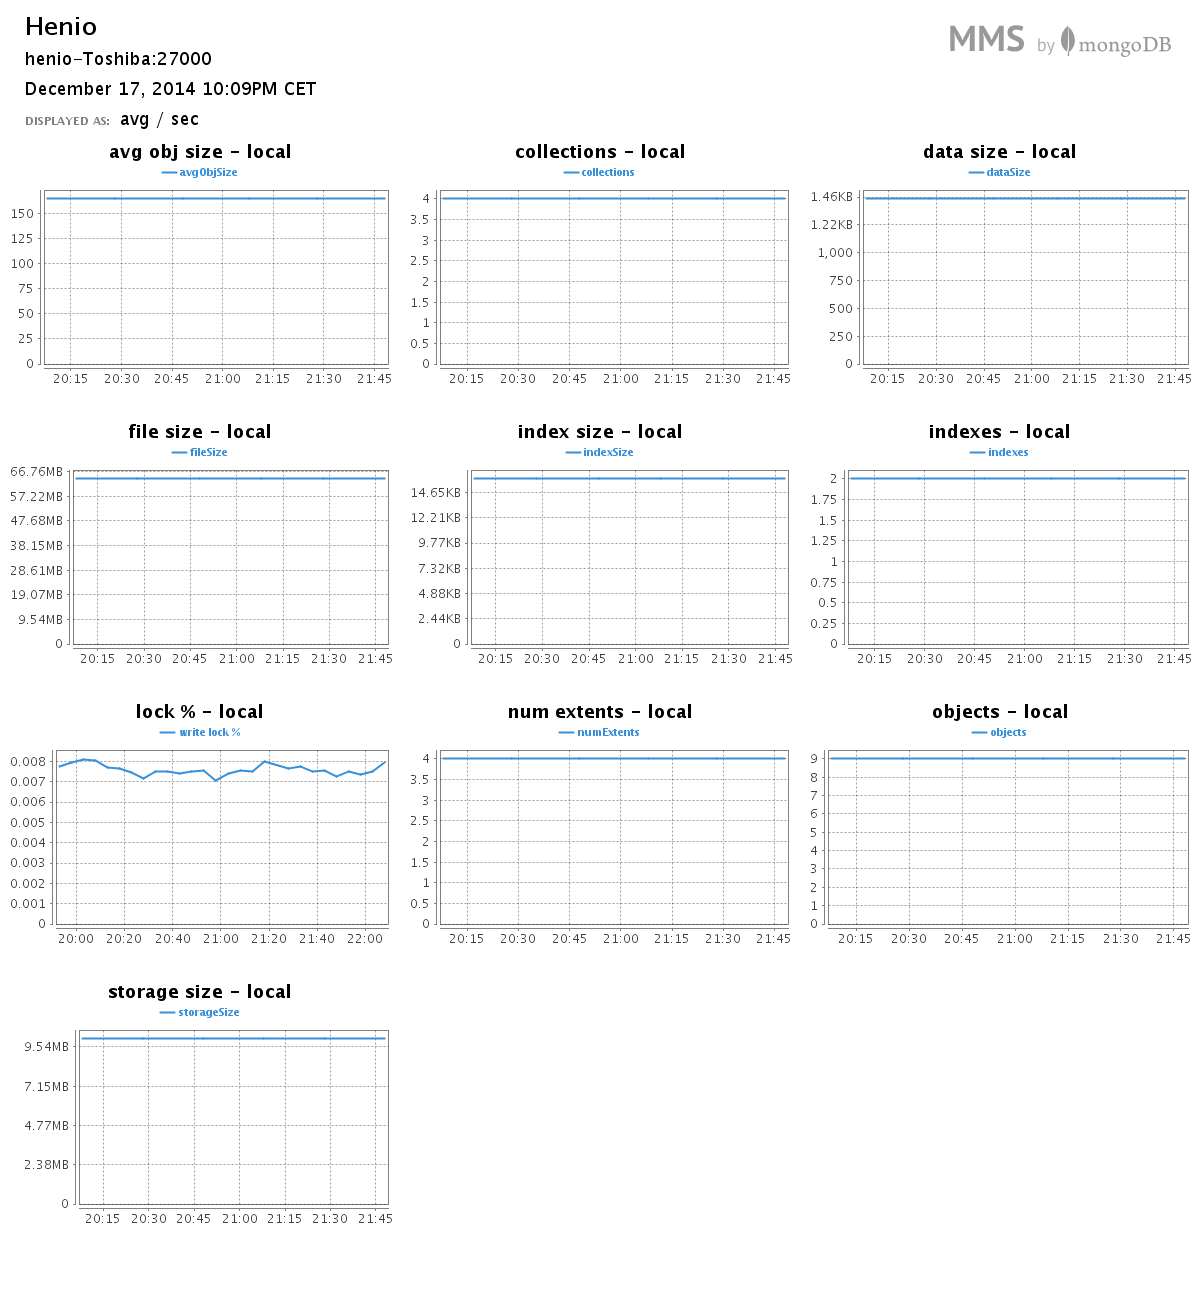 Henio
MMS by mongoDB
henio-Toshiba:27000
December 17, 2014 10:09PM CET
DISPLAYED AS: avg / sec
avg obj size - local
avgObjSize
150
125
100
75
50
25
0
20:15 20:30 20:45 21:00 21:15 21:30 21:45
collections - local
collections
4
3.5
3
2.5
2
1.5
1
0.5
0
20:15 20:30 20:45 21:00 21:15 21:30 21:45
data size - local
dataSize
1.46KB
1.22KB
1,000
750
500
250
0
20:15 20:30 20:45 21:00 21:15 21:30 21:45
file size - local
fileSize
66.76MB
57.22MB
47.68MB
38.15MB
28.61MB
19.07MB
9.54MB
0
20:15 20:30 20:45 21:00 21:15 21:30 21:45
index size - local
indexSize
14.65KB
12.21KB
9.77KB
7.32KB
4.88KB
2.44KB
0
20:15 20:30 20:45 21:00 21:15 21:30 21:45
indexes - local
indexes
2
1.75
1.5
1.25
1
0.75
0.5
0.25
0
20:15 20:30 20:45 21:00 21:15 21:30 21:45
lock % - local
write lock %
0.008
0.007
0.006
0.005
0.004
0.003
0.002
0.001
0
20:00 20:20 20:40 21:00 21:20 21:40 22:00
num extents - local
numExtents
4
3.5
3
2.5
2
1.5
1
0.5
0
20:15 20:30 20:45 21:00 21:15 21:30 21:45
objects - local
objects
9
8
7
6
5
4
3
2
1
0
20:15 20:30 20:45 21:00 21:15 21:30 21:45
storage size - local
storageSize
9.54MB
7.15MB
4.77MB
2.38MB
0
20:15 20:30 20:45 21:00 21:15 21:30 21:45